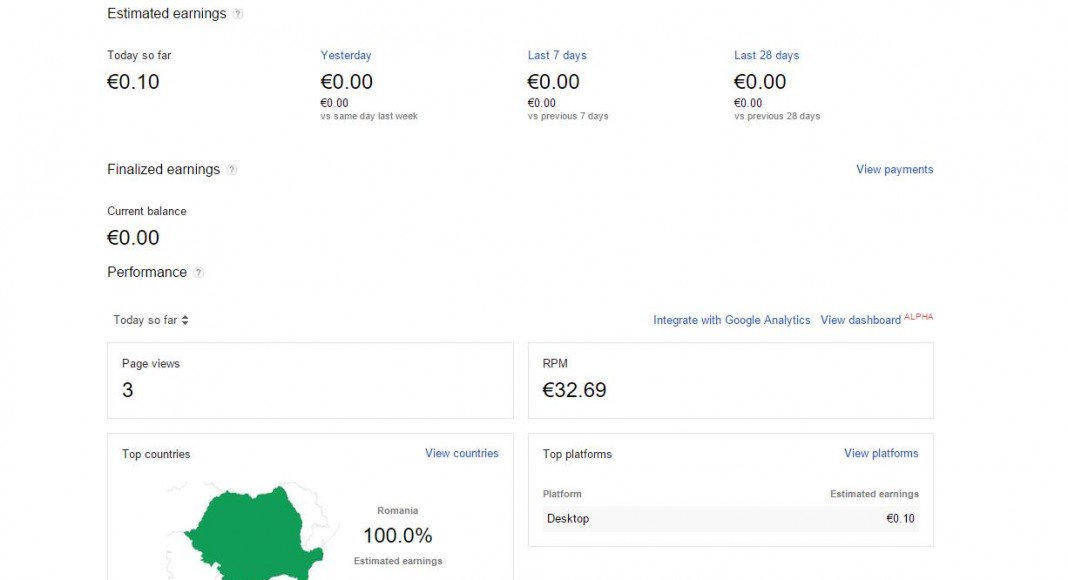 Estimated earnings ?
Today so far
Yesterday
Last 7 days
Last 28 days
€0.10
€0.00
€0.00
€0.00
€0.00
€0.00
€0.00
vs same day last week
vs previous 7 days
vs previous 28 days
Finalized earnings ?
View payments
Current balance
€0.00
Performance ?
Today so far
Integrate with Google Analytics
View dashboard ALPHA
Page views
3
RPM
€32.69
Top countries
View countries
Romania
100.0%
Estimated earnings
Top platforms
View platforms
Platform
Estimated earnings
Desktop
€0.10